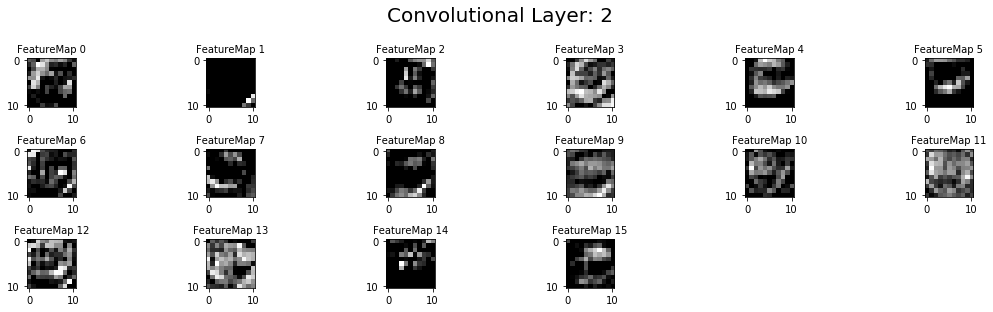 Convolutional Layer: 2
FeatureMap 0 FeatureMap 1 FeatureMap 2 FeatureMap 3 FeatureMap 4 FeatureMap 5
0 0 0 0 0 0
10 10 10 10 10 10
0 10 0 10 0 10 0 10 0 10 0 10
FeatureMap 6 FeatureMap 7 FeatureMap 8 FeatureMap 9 FeatureMap 10 FeatureMap 11
0 0 0 0 0 0
10 10 10 10 10 10
0 10 0 10 0 10 0 10 0 10 0 10
FeatureMap 12 FeatureMap 13 FeatureMap 14 FeatureMap 15
0 0 0 0
10 10 10 10
0 10 0 10 0 10 0 10